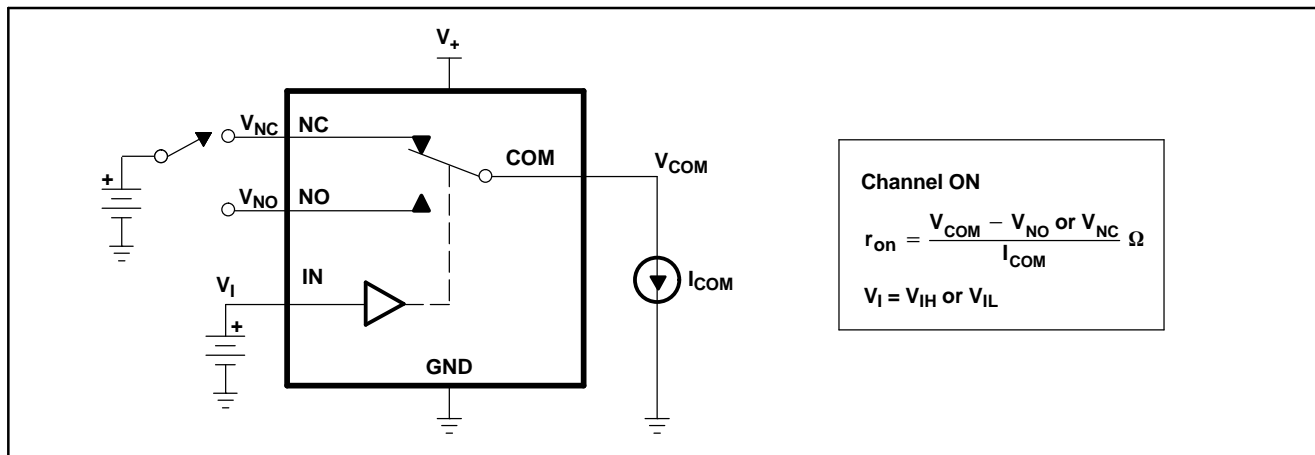 V+
VNC NC
COM
VCOM
+
VNO NO
VI IN
+
ICOM
GND
Channel ON
ron = VCOM − VNO or VNC / ICOM Ω
VI = VIH or VIL